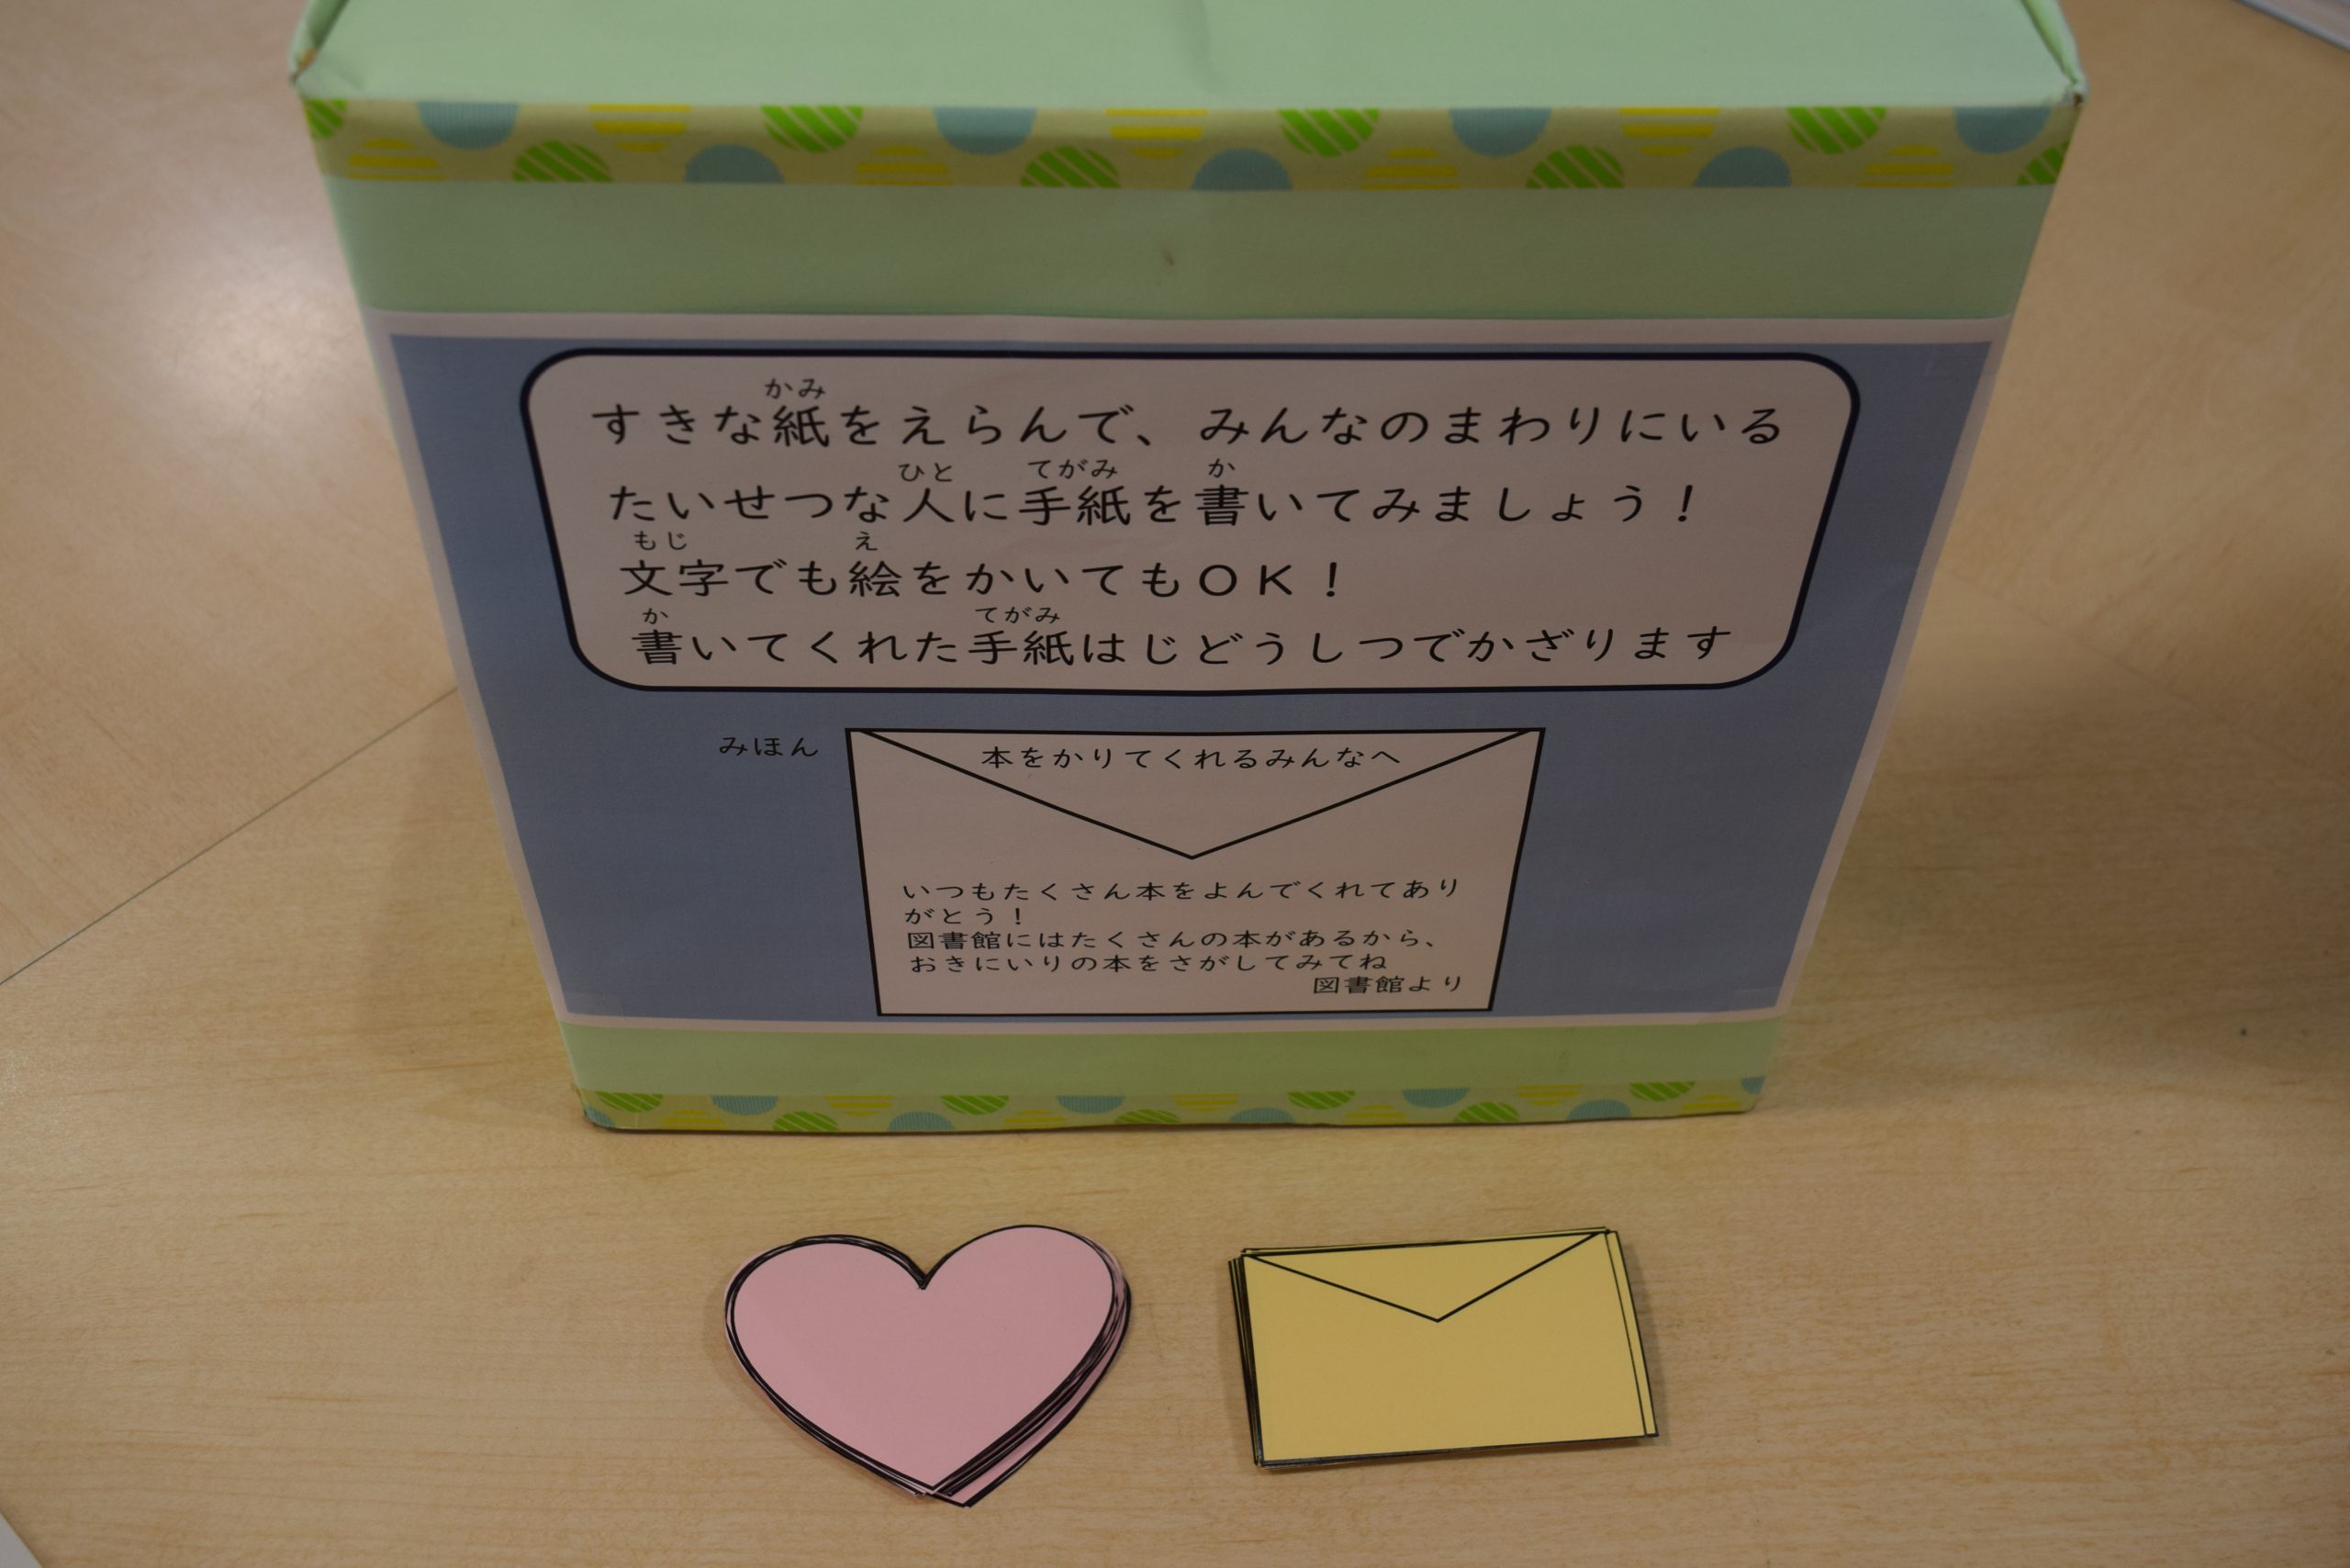 かみ
すきな紙をえらんで、みんなのまわりにいる
ひと てがみ か
たいせつな人に手紙を書いてみましょう！
もじ え
文字でも絵をかいてもＯＫ！
か てがみ
書いてくれた手紙はじどうしつでかざります
みほん
本をかりてくれるみんなへ
いつもたくさん本をよんでくれてあり
がとう！
図書館にはたくさんの本があるから、
おきにいりの本をさがしてみてね
図書館より